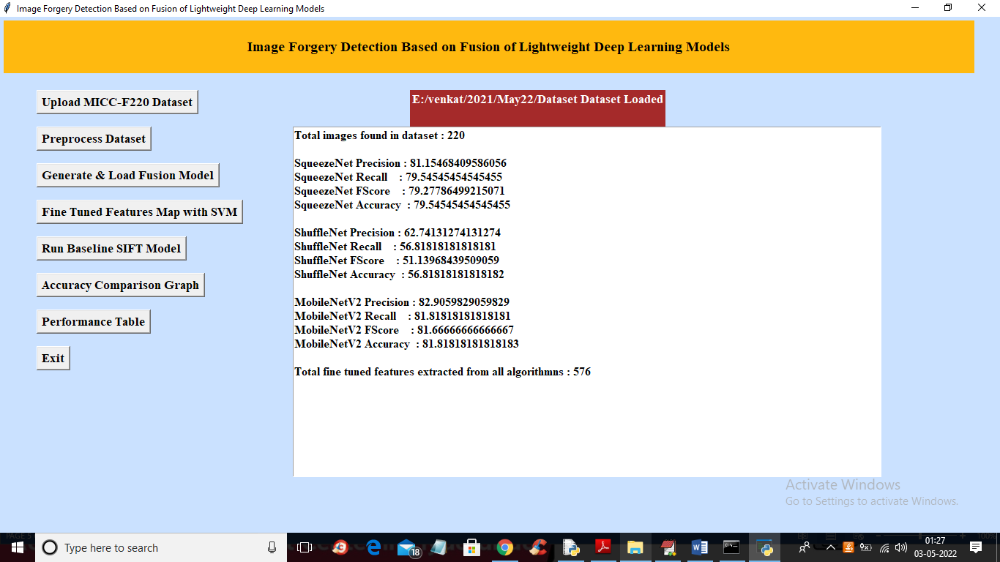 Image Forgery Detection Based on Fusion of Lightweight Deep Learning Models
Image Forgery Detection Based on Fusion of Lightweight Deep Learning Models
Upload MICC-F220 Dataset
Preprocess Dataset
Generate & Load Fusion Model
Fine Tuned Features Map with SVM
Run Baseline SIFT Model
Accuracy Comparison Graph
Performance Table
Exit
E:/venkat/2021/May22/Dataset Dataset Loaded
Total images found in dataset : 220
SqueezeNet Precision : 81.15468409586056
SqueezeNet Recall : 79.54545454545455
SqueezeNet FScore : 79.27786499215071
SqueezeNet Accuracy : 79.54545454545455
ShuffleNet Precision : 62.74131274131274
ShuffleNet Recall : 56.81818181818181
ShuffleNet FScore : 51.13968439509059
ShuffleNet Accuracy : 56.81818181818182
MobileNetV2 Precision : 82.9059829059829
MobileNetV2 Recall : 81.81818181818181
MobileNetV2 FScore : 81.66666666666667
MobileNetV2 Accuracy : 81.81818181818183
Total fine tuned features extracted from all algorithmns : 576
Activate Windows
Go to Settings to activate Windows.
Type here to search
18
100%
01:27
03-05-2022